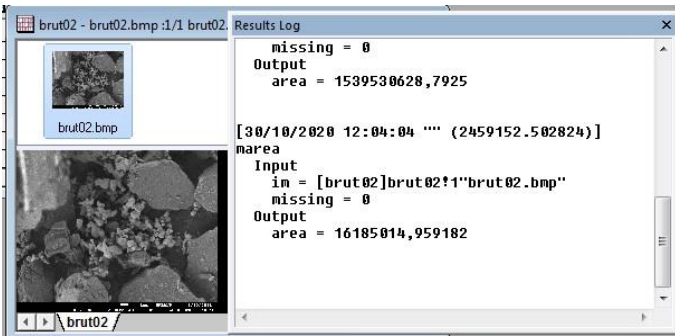 brut02 - brut02.bmp :1/1 brut02.
Results Log
brut02.bmp
missing = 0
Output
area = 1539530628,7925
[30/10/2020 12:04:04 "" (2459152.502824)]
marea
Input
im = [brut02]brut02!1"brut02.bmp"
missing = 0
Output
area = 16185014,959182
brut02